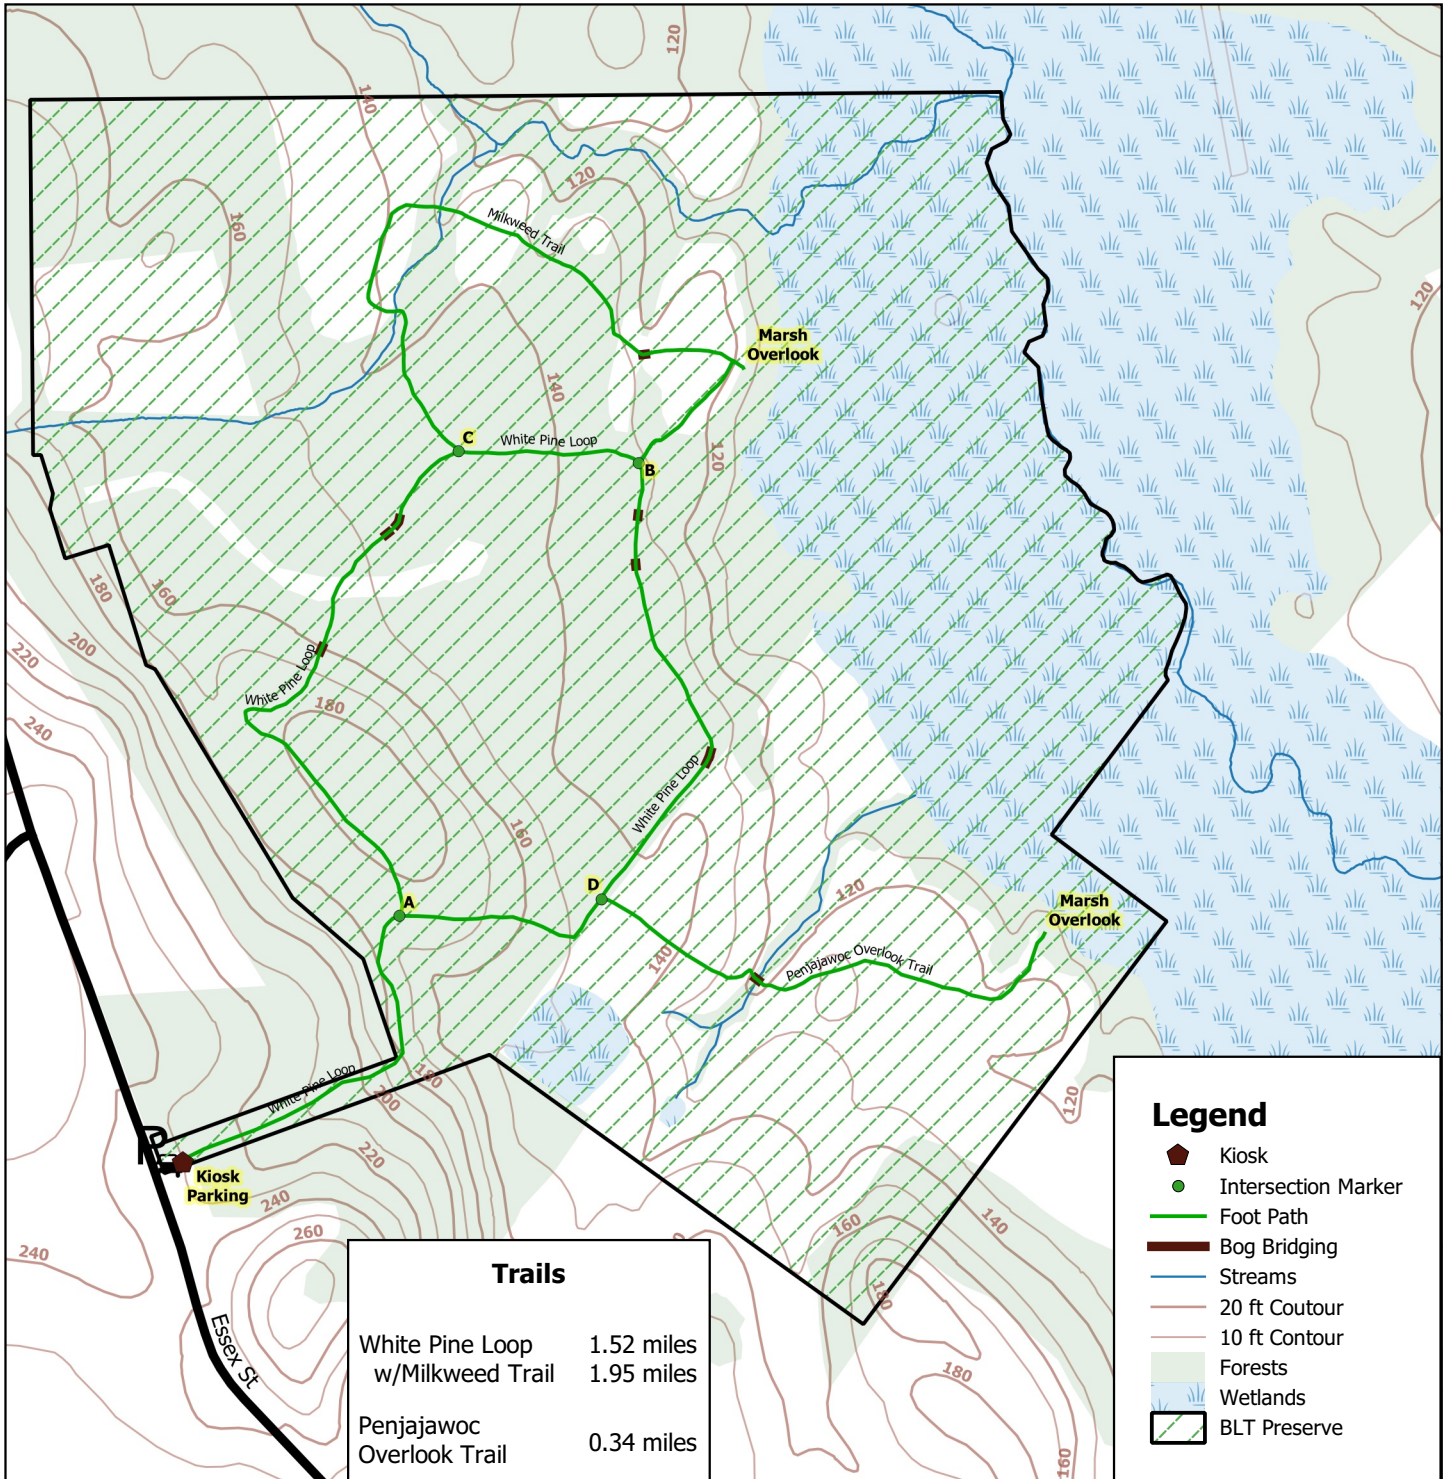 120
140
120
160
Milkweed Trail
120
Marsh
Overlook
140
C
White Pine Loop
B
120
180
160
200
220
White Pine Loop
180
240
White Pine Loop
160
D
A
120
Marsh
Overlook
140
Penjajawoc Overlook Trail
White Pine Loop
180
200
120
220
Kiosk
Parking
240
260
240
160
140
180
180
160
Essex St
Trails
White Pine Loop 1.52 miles
w/Milkweed Trail 1.95 miles
Penjajawoc
Overlook Trail 0.34 miles
Legend
Kiosk
Intersection Marker
Foot Path
Bog Bridging
Streams
20 ft Coutour
10 ft Contour
Forests
Wetlands
BLT Preserve